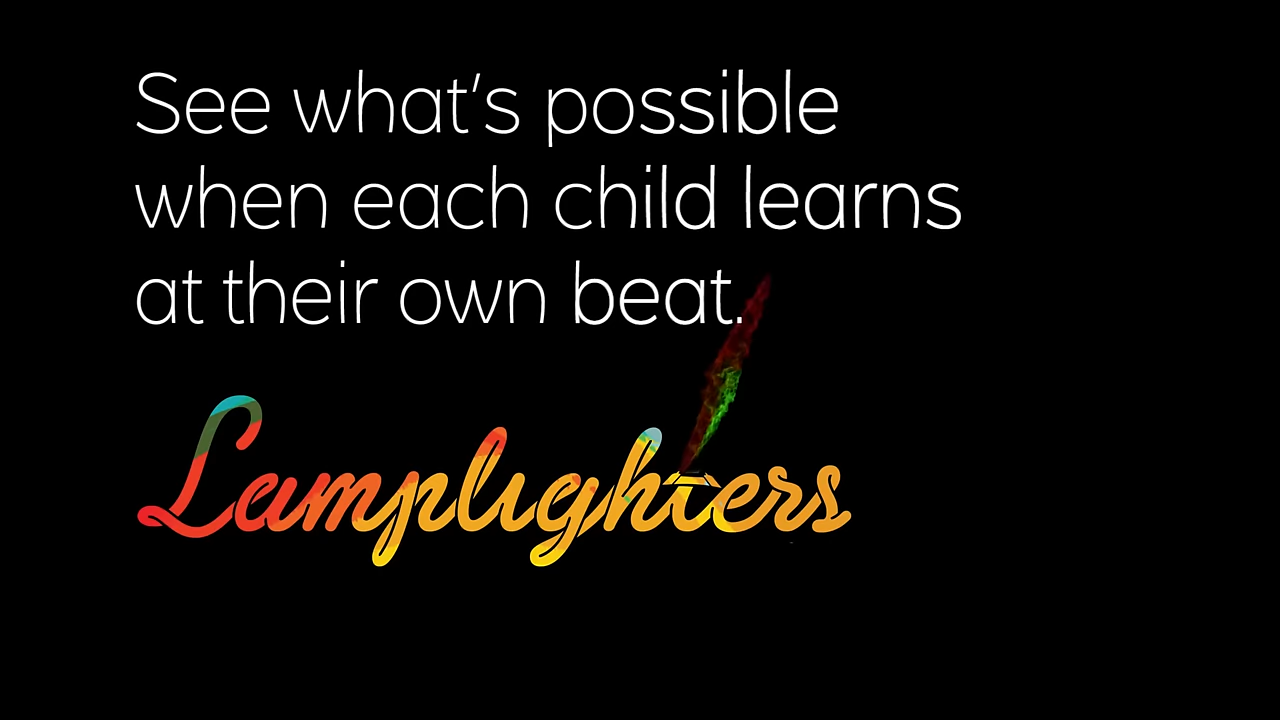 See what's possible
when each child learns
at their own beat.
Lamplighters